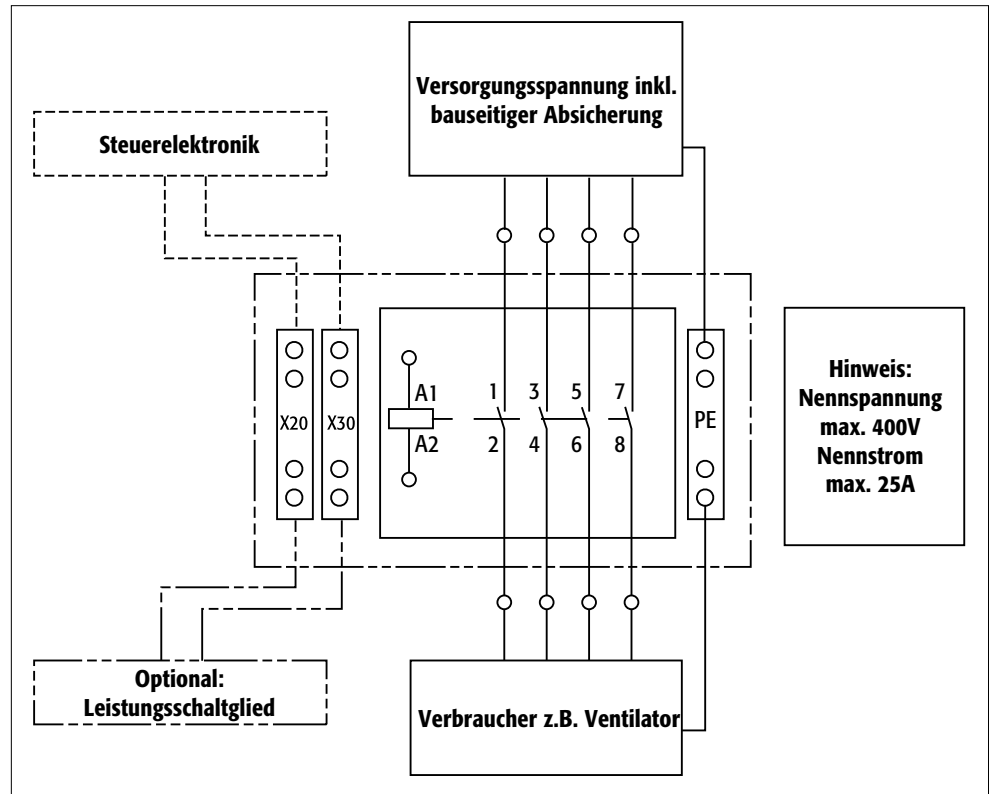 Versorgungsspannung inkl.
bauseitiger Absicherung
Steuerelektronik
X20
X30
A1
A2
1
3
5
7
2
4
6
8
PE
Hinweis:
Nennspannung
max. 400V
Nennstrom
max. 25A
Optional:
Leistungsschaltglied
Verbraucher z.B. Ventilator